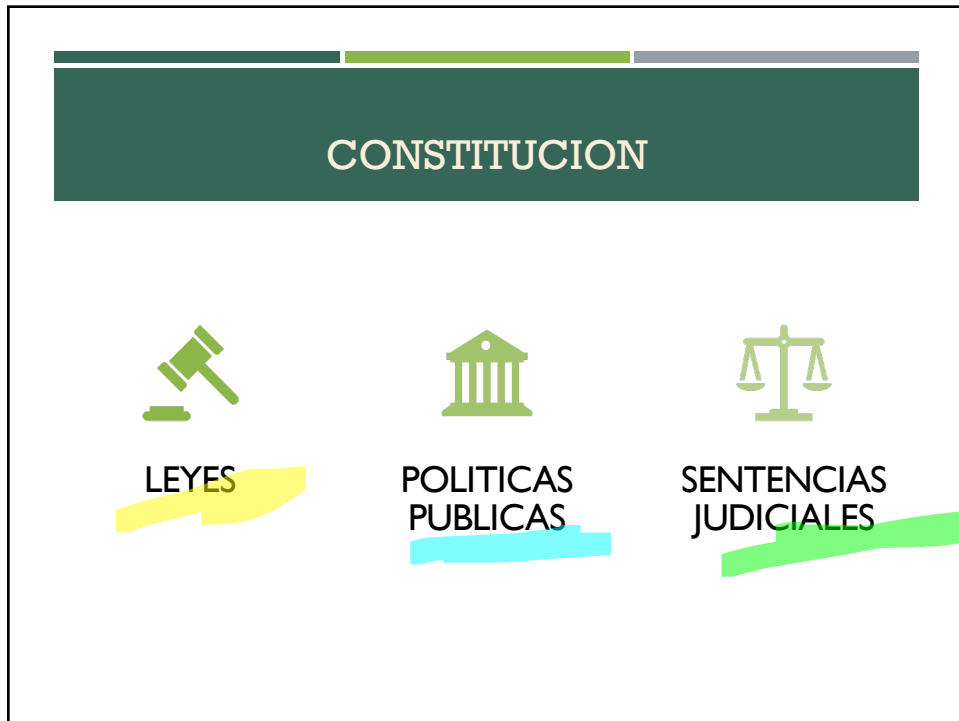 CONSTITUCION
LEYES
POLITICAS
PUBLICAS
SENTENCIAS
JUDICIALES